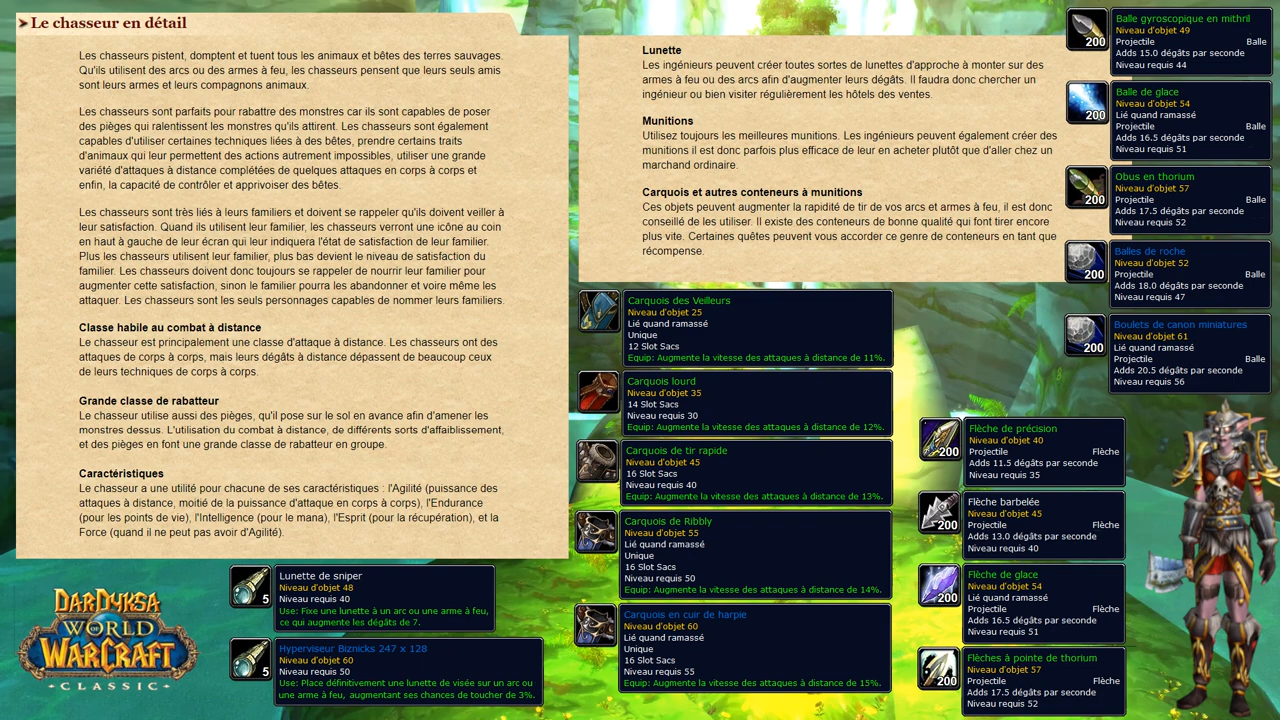 Le chasseur en détail
Les chasseurs pistent, domptent et tuent tous les animaux et bêtes des terres sauvages.
Qu'ils utilisent des arcs ou des armes à feu, les chasseurs pensent que leurs seuls amis
sont leurs armes et leurs compagnons animaux.
Les chasseurs sont parfaits pour rabattre des monstres car ils sont capables de poser
des pièges qui ralentissent les monstres qu'ils attirent. Les chasseurs sont également
capables d'utiliser certaines techniques liées à des bêtes, prendre certains traits
d'animaux qui leur permettent des actions autrement impossibles, utiliser une grande
variété d'attaques à distance complétées de quelques attaques en corps à corps et
enfin, la capacité de contrôler et apprivoiser des bêtes.
Les chasseurs sont très liés à leurs familiers et doivent se rappeler qu'ils doivent veiller à
leur satisfaction. Quand ils utilisent leur familier, les chasseurs verront une icône au coin
en haut à gauche de leur écran qui leur indiquera l'état de satisfaction de leur familier.
Plus les chasseurs utilisent leur familier, plus bas devient le niveau de satisfaction du
familier. Les chasseurs doivent donc toujours se rappeler de nourrir leur familier pour
augmenter cette satisfaction, sinon le familier pourra les abandonner et voire même les
attaquer. Les chasseurs sont les seuls personnages capables de nommer leurs familiers.
Classe habile au combat à distance
Le chasseur est principalement une classe d'attaque à distance. Les chasseurs ont des
attaques de corps à corps, mais leurs dégâts à distance dépassent de beaucoup ceux
de leurs techniques de corps à corps.
Grande classe de rabatteur
Le chasseur utilise aussi des pièges, qu'il pose sur le sol en avance afin d'amener les
monstres dessus. L'utilisation du combat à distance, de différents sorts d'affaiblissement,
et des pièges en font une grande classe de rabatteur en groupe.
Caractéristiques
Le chasseur a une utilité pour chacune de ses caractéristiques : l'Agilité (puissance des
attaques à distance, moitié de la puissance d'attaque en corps à corps), l'Endurance
(pour les points de vie), l'Intelligence (pour le mana), l'Esprit (pour la récupération), et la
Force (quand il ne peut pas avoir d'Agilité).
Lunette
Les ingénieurs peuvent créer toutes sortes de lunettes d'approche à monter sur des
armes à feu ou des arcs afin d'augmenter leurs dégâts. Il faudra donc chercher un
ingénieur ou bien visiter régulièrement les hôtels des ventes.
Munitions
Utilisez toujours les meilleures munitions. Les ingénieurs peuvent également créer des
munitions il est donc parfois plus efficace de leur en acheter plutôt que d'aller chez un
marchand ordinaire.
Carquois et autres conteneurs à munitions
Ces objets peuvent augmenter la rapidité de tir de vos arcs et armes à feu, il est donc
conseillé de les utiliser. Il existe des conteneurs de bonne qualité qui font tirer encore
plus vite. Certaines quêtes peuvent vous accorder ce genre de conteneurs en tant que
récompense.
Carquois des Veilleurs
Niveau d'objet 25
Lié quand ramassé
Unique
12 Slot Sacs
Equip: Augmente la vitesse des attaques à distance de 11%.
Carquois lourd
Niveau d'objet 35
14 Slot Sacs
Niveau requis 30
Equip: Augmente la vitesse des attaques à distance de 12%.
Carquois de tir rapide
Niveau d'objet 45
16 Slot Sacs
Niveau requis 40
Equip: Augmente la vitesse des attaques à distance de 13%.
Carquois de Ribbly
Niveau d'objet 55
Lié quand ramassé
Unique
16 Slot Sacs
Niveau requis 50
Equip: Augmente la vitesse des attaques à distance de 14%.
Carquois en cuir de harpie
Niveau d'objet 60
Lié quand ramassé
Unique
16 Slot Sacs
Niveau requis 55
Equip: Augmente la vitesse des attaques à distance de 15%.
200
Balle gyroscopique en mithril
Niveau d'objet 49
Projectile Balle
Adds 15.0 dégâts par seconde
Niveau requis 44
200
Balle de glace
Niveau d'objet 54
Lié quand ramassé
Projectile Balle
Adds 16.5 dégâts par seconde
Niveau requis 51
200
Obus en thorium
Niveau d'objet 57
Projectile Balle
Adds 17.5 dégâts par seconde
Niveau requis 52
200
Balles de roche
Niveau d'objet 52
Projectile Balle
Adds 18.0 dégâts par seconde
Niveau requis 47
200
Boulets de canon miniatures
Niveau d'objet 61
Lié quand ramassé
Projectile Balle
Adds 20.5 dégâts par seconde
Niveau requis 56
200
Flèche de précision
Niveau d'objet 40
Projectile Flèche
Adds 11.5 dégâts par seconde
Niveau requis 35
200
Flèche barbelée
Niveau d'objet 45
Projectile Flèche
Adds 13.0 dégâts par seconde
Niveau requis 40
200
Flèche de glace
Niveau d'objet 54
Lié quand ramassé
Projectile Flèche
Adds 16.5 dégâts par seconde
Niveau requis 51
200
Flèches à pointe de thorium
Niveau d'objet 57
Projectile Flèche
Adds 17.5 dégâts par seconde
Niveau requis 52
5
Lunette de sniper
Niveau d'objet 48
Niveau requis 40
Use: Fixe une lunette à un arc ou une arme à feu,
ce qui augmente les dégâts de 7.
5
Hyperviseur Biznicks 247 x 128
Niveau d'objet 60
Niveau requis 50
Use: Place définitivement une lunette de visée sur un arc ou
une arme à feu, augmentant ses chances de toucher de 3%.
DARDYKSA
WORLD
OF
WARCRAFT
CLASSIC